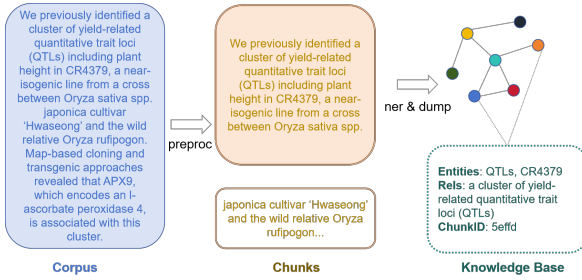 We previously identified a
cluster of yield-related
quantitative trait loci
(QTLs) including plant
height in CR4379, a near-
isogenic line from a cross
between Oryza sativa spp.
japonica cultivar
‘Hwaseong’ and the wild
relative Oryza rufipogon.
Map-based cloning and
transgenic approaches
revealed that APX9,
which encodes an l-
ascorbate peroxidase 4,
is associated with this
cluster.
Corpus
preproc
We previously identified a
cluster of yield-related
quantitative trait loci
(QTLs) including plant
height in CR4379, a near-
isogenic line from a cross
between Oryza sativa spp.
japonica cultivar ‘Hwaseong’
and the wild relative Oryza
rufipogon...
Chunks
ner & dump
Entities: QTLs, CR4379
Rels: a cluster of yield-
related quantitative trait
loci (QTLs)
ChunkID: 5effd
Knowledge Base